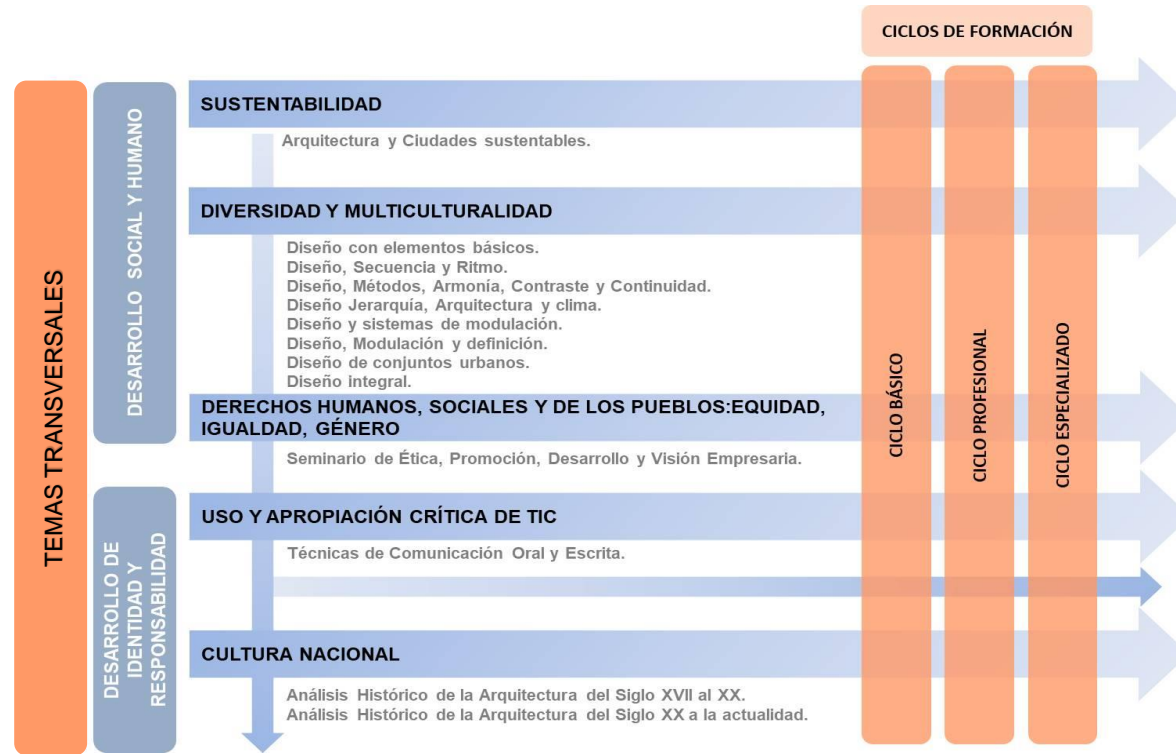 CICLOS DE FORMACIÓN
TEMAS TRANSVERSALES
DESARROLLO SOCIAL Y HUMANO
SUSTENTABILIDAD
Arquitectura y Ciudades sustentables.
DIVERSIDAD Y MULTICULTURALIDAD
Diseño con elementos básicos.
Diseño, Secuencia y Ritmo.
Diseño, Métodos, Armonía, Contraste y Continuidad.
Diseño Jerarquía, Arquitectura y clima.
Diseño y sistemas de modulación.
Diseño, Modulación y definición.
Diseño de conjuntos urbanos.
Diseño integral.
DERECHOS HUMANOS, SOCIALES Y DE LOS PUEBLOS:EQUIDAD,
IGUALDAD, GÉNERO
Seminario de Ética, Promoción, Desarrollo y Visión Empresaria.
DESARROLLO DE
IDENTIDAD Y
RESPONSABILIDAD
USO Y APROPIACIÓN CRÍTICA DE TIC
Técnicas de Comunicación Oral y Escrita.
CULTURA NACIONAL
Análisis Histórico de la Arquitectura del Siglo XVII al XX.
Análisis Histórico de la Arquitectura del Siglo XX a la actualidad.
CICLO BÁSICO
CICLO PROFESIONAL
CICLO ESPECIALIZADO